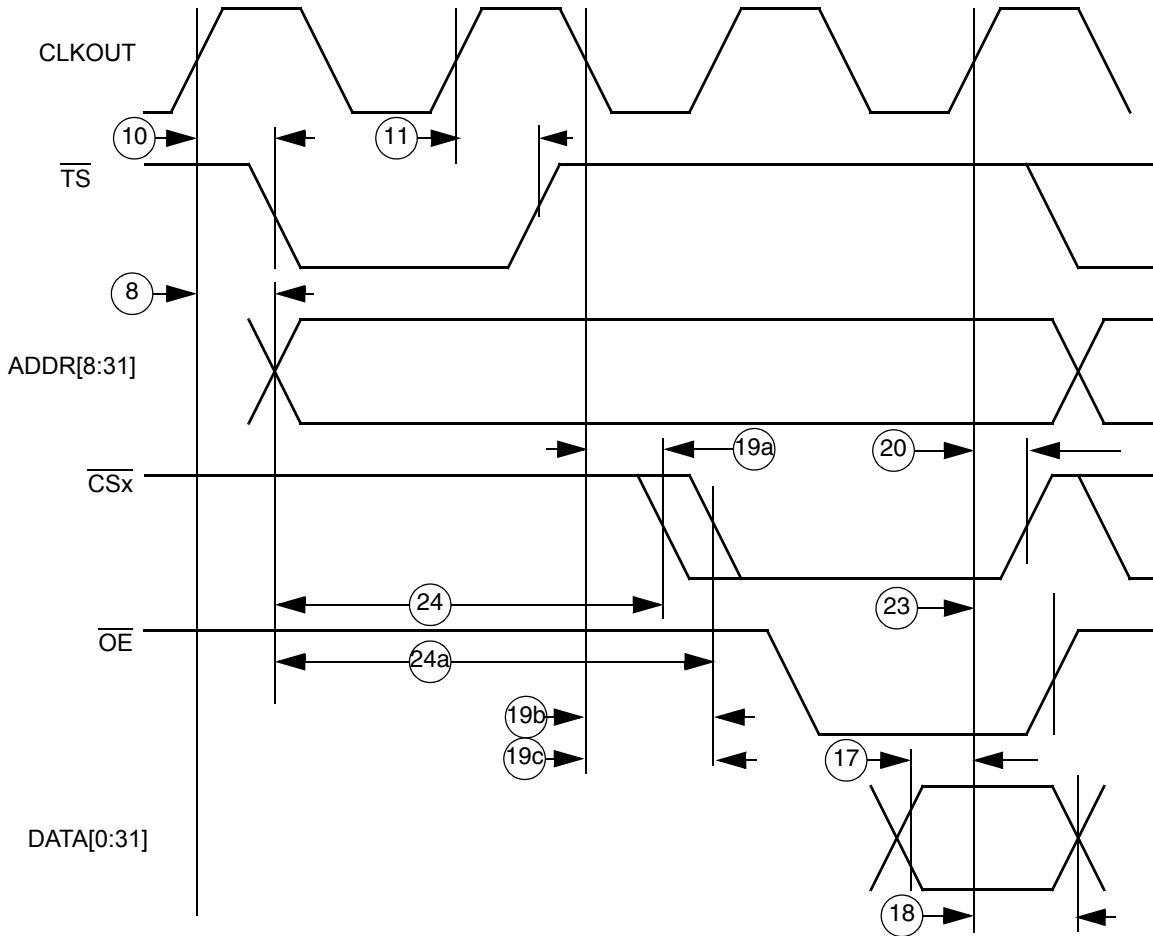 CLKOUT
10
11
TS
8
ADDR[8:31]
19a
20
CSx
24
23
OE
24a
19b
19c
17
DATA[0:31]
18